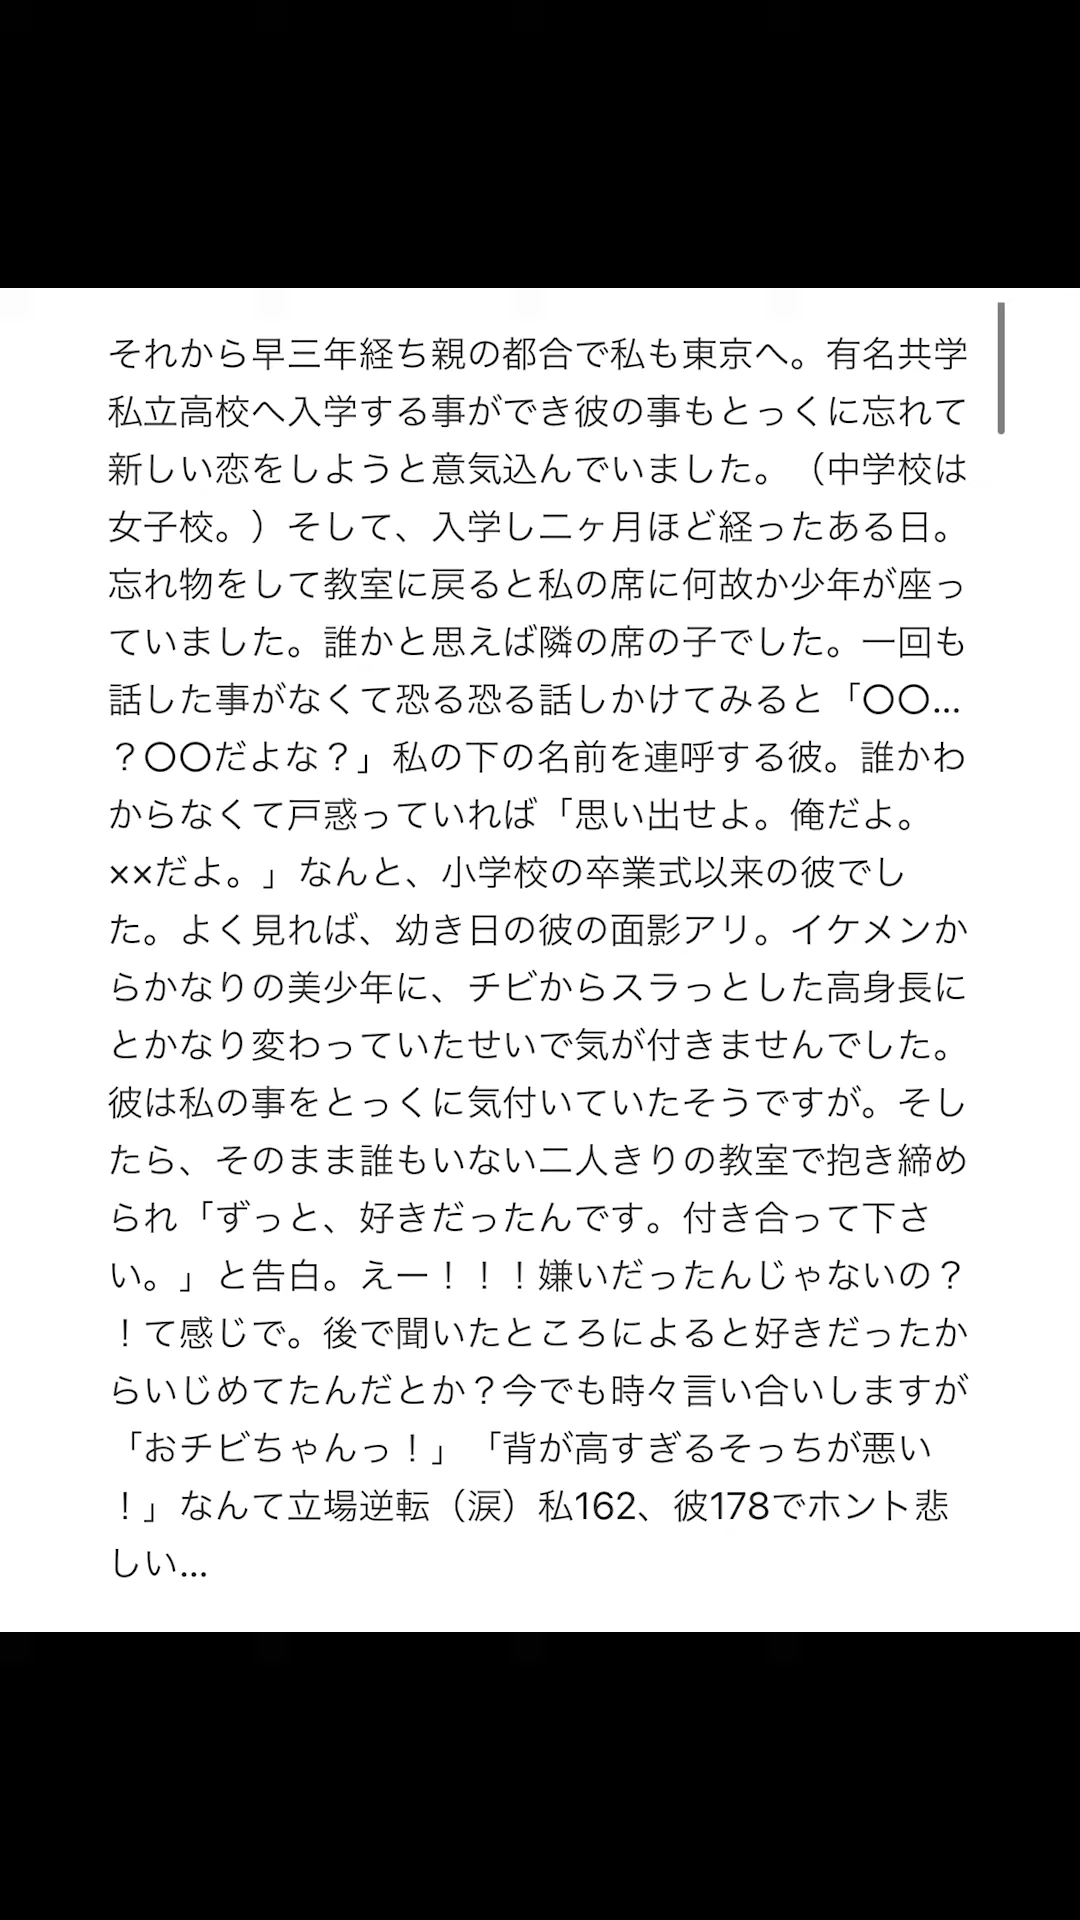 それから早三年経ち親の都合で私も東京へ。有名共学
私立高校へ入学する事ができ彼の事もとっくに忘れて
新しい恋をしようと意気込んでいました。（中学校は
女子校。）そして、入学し二ヶ月ほど経ったある日。
忘れ物をして教室に戻ると私の席に何故か少年が座っ
ていました。誰かと思えば隣の席の子でした。一回も
話した事がなくて恐る恐る話しかけてみると「〇〇...
？〇〇だよな？」私の下の名前を連呼する彼。誰かわ
からなくて戸惑っていれば「思い出せよ。俺だよ。
××だよ。」なんと、小学校の卒業式以来の彼でし
た。よく見れば、幼き日の彼の面影アリ。イケメンか
らかなりの美少年に、チビからスラっとした高身長に
とかなり変わっていたせいで気が付きませんでした。
彼は私の事をとっくに気付いていたそうですが。そし
たら、そのまま誰もいない二人きりの教室で抱き締め
られ「ずっと、好きだったんです。付き合って下さ
い。」と告白。えー！！！嫌いだったんじゃないの？
！て感じで。後で聞いたところによると好きだったか
らいじめてたんだとか？今でも時々言い合いしますが
「おチビちゃんっ！」「背が高すぎるそっちが悪い
！」なんて立場逆転（涙）私162、彼178でホント悲
しい...